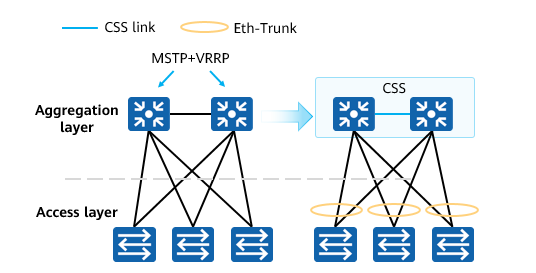 CSS link
Eth-Trunk
MSTP+VRRP
CSS
Aggregation
layer
Access layer